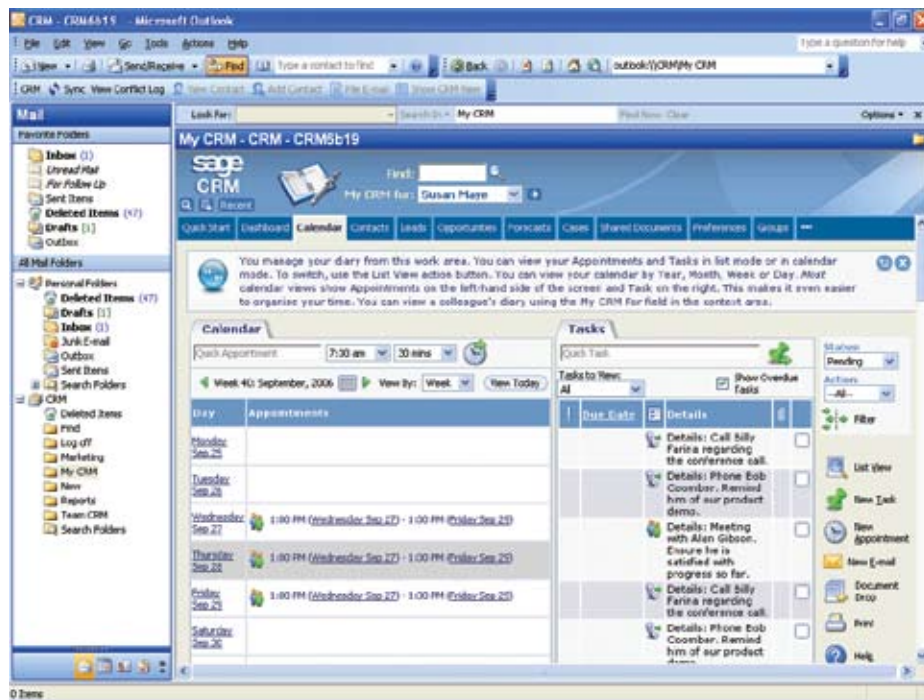 CRM - CRM6b19 - Microsoft Outlook
File Edit View Go Tools Actions Help
Type a question for help
New Send/Receive Find Type a contact to find Back outlook:\\CRM\My CRM
CRM Sync View Conflict Log New Contact Add Contact File E-mail Show CRM New
Mail
Look For: Search In My CRM Find Now Clear Options
Favorite Folders
Inbox (1)
Unread Mail
For Follow Up
Sent Items
Deleted Items (47)
Drafts [1]
Outbox
All Mail Folders
Personal Folders
Deleted Items (47)
Drafts [1]
Inbox (1)
Junk E-mail
Outbox
Sent Items
Search Folders
CRM
Deleted Items
Find
Log off
Marketing
My CRM
New
Reports
Team CRM
Search Folders
My CRM - CRM - CRM6b19
sage
CRM
Recent
Find:
My CRM for: Susan Maye
Quick Start Dashboard Calendar Contacts Leads Opportunities Forecasts Cases Shared Documents Preferences Groups
You manage your diary from this work area. You can view your Appointments and Tasks in list mode or in calendar
mode. To switch, use the List View action button. You can view your calendar by Year, Month, Week or Day. Most
calendar views show Appointments on the left-hand side of the screen and Task on the right. This makes it even easier
to organise your time. You can view a colleague's diary using the My CRM For field in the context area.
Calendar
Quick Appointment 7:30 am 30 mins
Week 40: September, 2006 View By: Week View Today
Day Appointments
Monday
Sep 25
Tuesday
Sep 26
Wednesday
Sep 27
1:00 PM (Wednesday Sep 27) - 1:00 PM (Friday Sep 29)
Thursday
Sep 28
1:00 PM (Wednesday Sep 27) - 1:00 PM (Friday Sep 29)
Friday
Sep 29
1:00 PM (Wednesday Sep 27) - 1:00 PM (Friday Sep 29)
Saturday
Sep 30
Tasks
Quick Task
Tasks to View:
All
Show Overdue
Tasks
! Due Date Details
Details: Call Billy
Farina regarding
the conference call.
Details: Phone Bob
Coomber. Remind
him of our product
demo.
Details: Meeting
with Alan Gibson.
Ensure he is
satisfied with
progress so far.
Details: Call Billy
Farina regarding
the conference call.
Details: Phone Bob
Coomber. Remind
him of our product
demo.
Status:
Pending
Action:
--All--
Filter
List View
New Task
New
Appointment
New E-mail
Document
Drop
Print
Help
0 Items